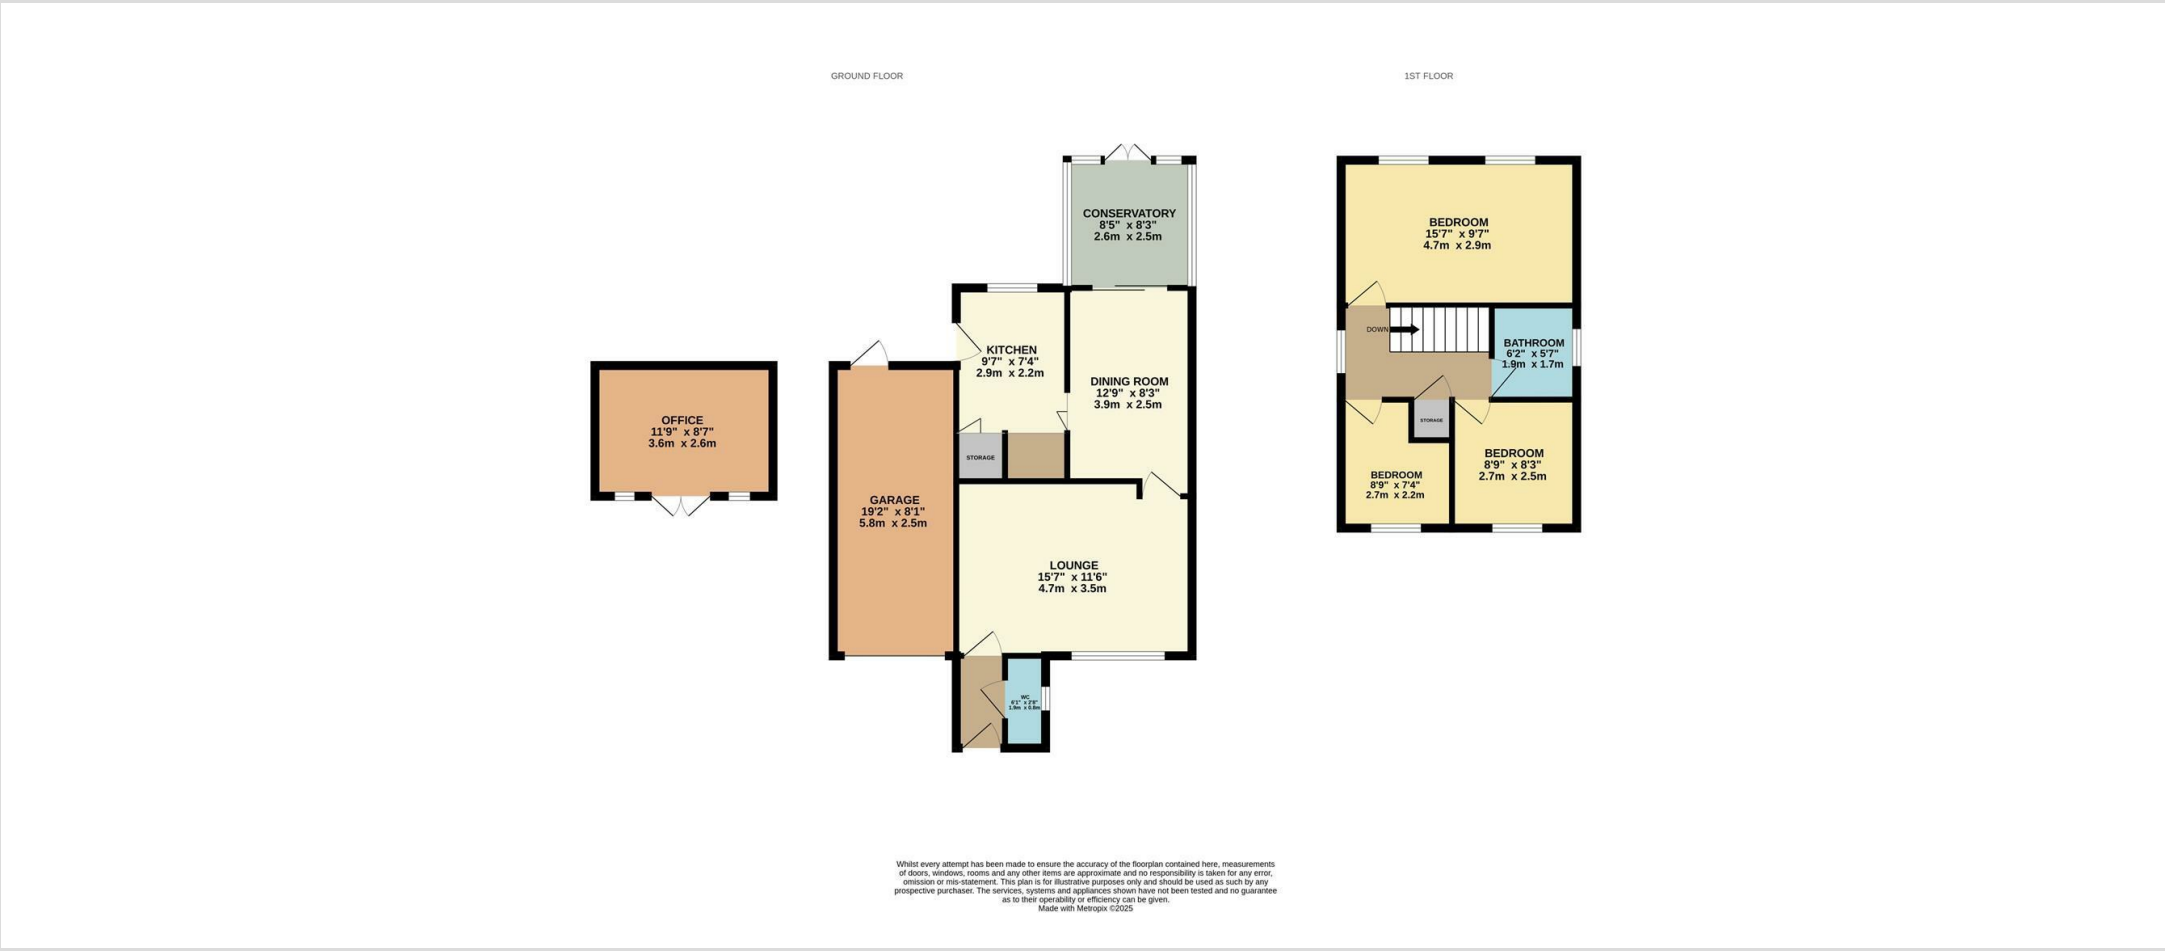 GROUND FLOOR
1ST FLOOR
CONSERVATORY
8'5" x 8'3"
2.6m x 2.5m
BEDROOM
15'7" x 9'7"
4.7m x 2.9m
DOWN
BATHROOM
6'2" x 5'7"
1.9m x 1.7m
KITCHEN
9'7" x 7'4"
2.9m x 2.2m
DINING ROOM
12'9" x 8'3"
3.9m x 2.5m
OFFICE
11'9" x 8'7"
3.6m x 2.6m
STORAGE
STORAGE
BEDROOM
8'9" x 7'4"
2.7m x 2.2m
BEDROOM
8'9" x 8'3"
2.7m x 2.5m
GARAGE
19'2" x 8'1"
5.8m x 2.5m
LOUNGE
15'7" x 11'6"
4.7m x 3.5m
WC
6'1" x 2'8"
1.9m x 0.8m
Whilst every attempt has been made to ensure the accuracy of the floorplan contained here, measurements
of doors, windows, rooms and any other items are approximate and no responsibility is taken for any error,
omission or mis-statement. This plan is for illustrative purposes only and should be used as such by any
prospective purchaser. The services, systems and appliances shown have not been tested and no guarantee
as to their operability or efficiency can be given.
Made with Metropix ©2025